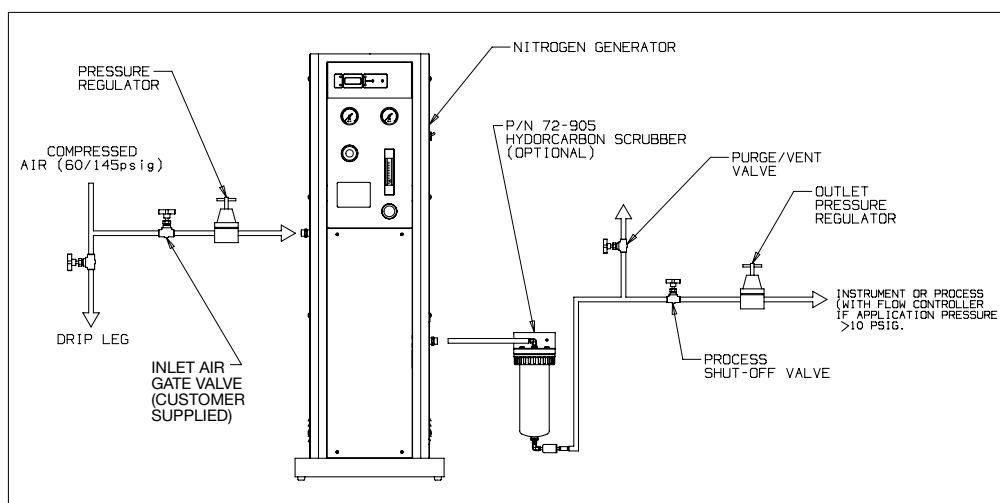 NITROGEN GENERATOR
PRESSURE
REGULATOR
P/N 72-905
HYDORCARBON SCRUBBER
(OPTIONAL)
COMPRESSED
AIR (60/145psig)
PURGE/VENT
VALVE
OUTLET
PRESSURE
REGULATOR
INSTRUMENT OR PROCESS
(WITH FLOW CONTROLLER
IF APPLICATION PRESSURE
>10 PSIG.
DRIP LEG
INLET AIR
GATE VALVE
(CUSTOMER
SUPPLIED)
PROCESS
SHUT-OFF VALVE